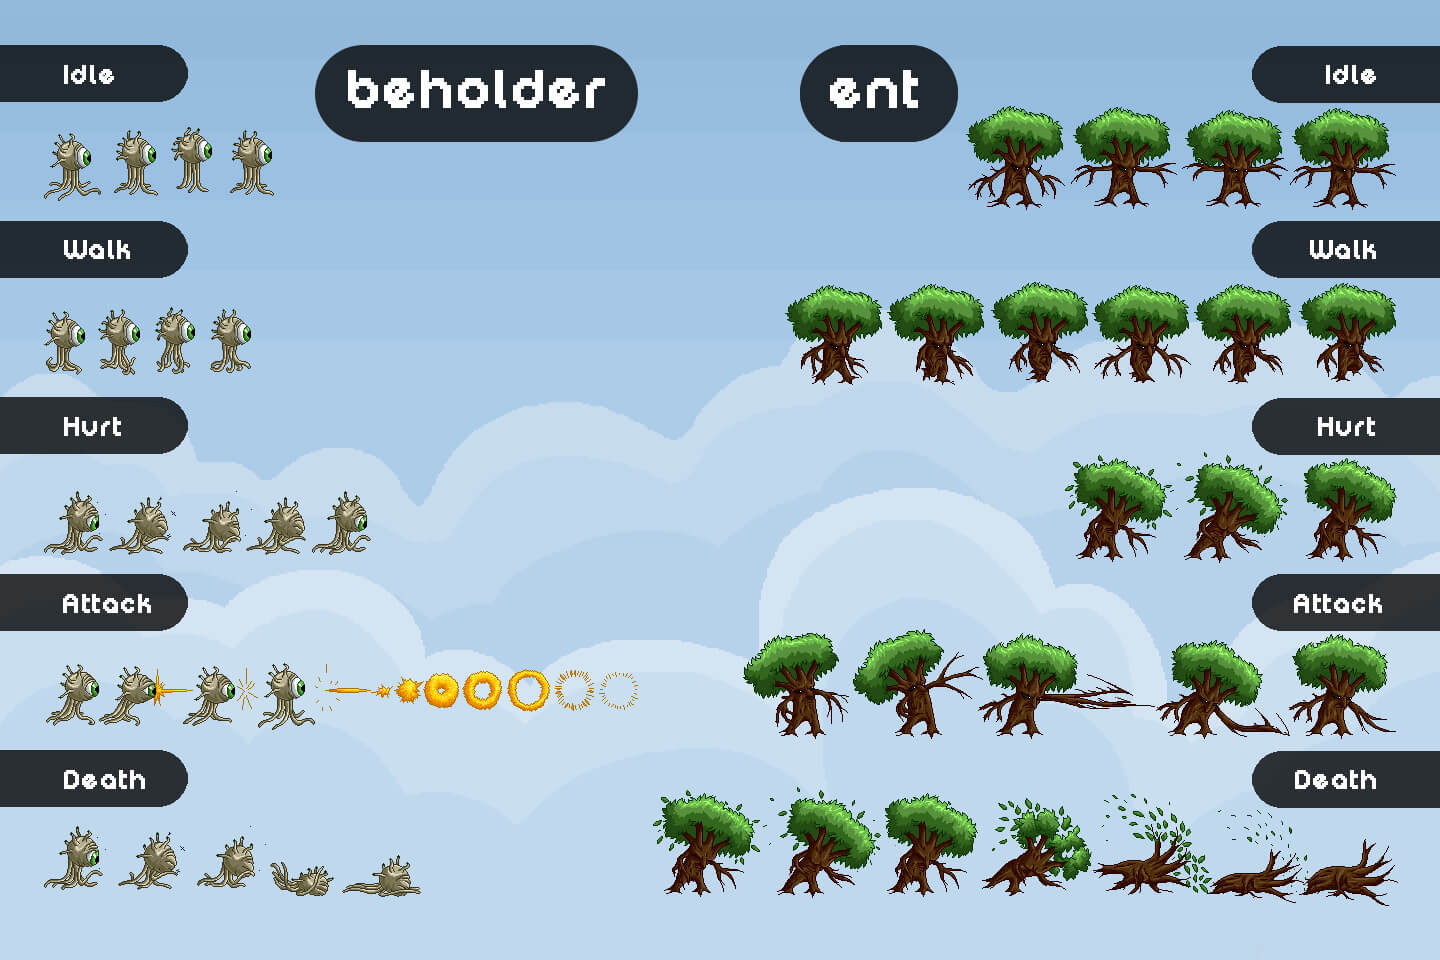 beholder
Idle
Walk
Hurt
Attack
Death
ent
Idle
Walk
Hurt
Attack
Death